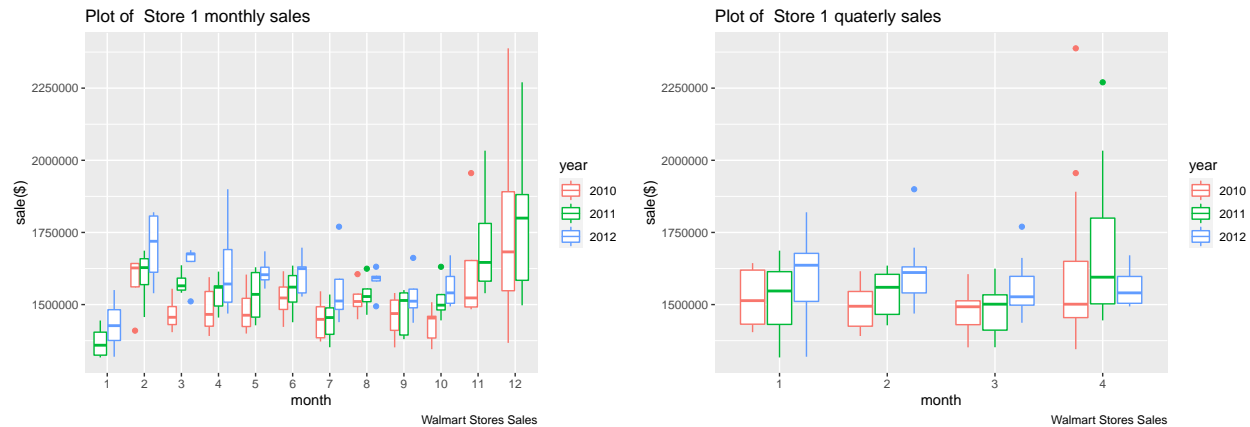 Plot of  Store 1 monthly sales
2250000
2000000
1750000
1500000
sale($)
1 2 3 4 5 6 7 8 9 10 11 12
month
year
2010
2011
2012
Walmart Stores Sales
Plot of  Store 1 quaterly sales
2250000
2000000
1750000
1500000
sale($)
1 2 3 4
month
year
2010
2011
2012
Walmart Stores Sales